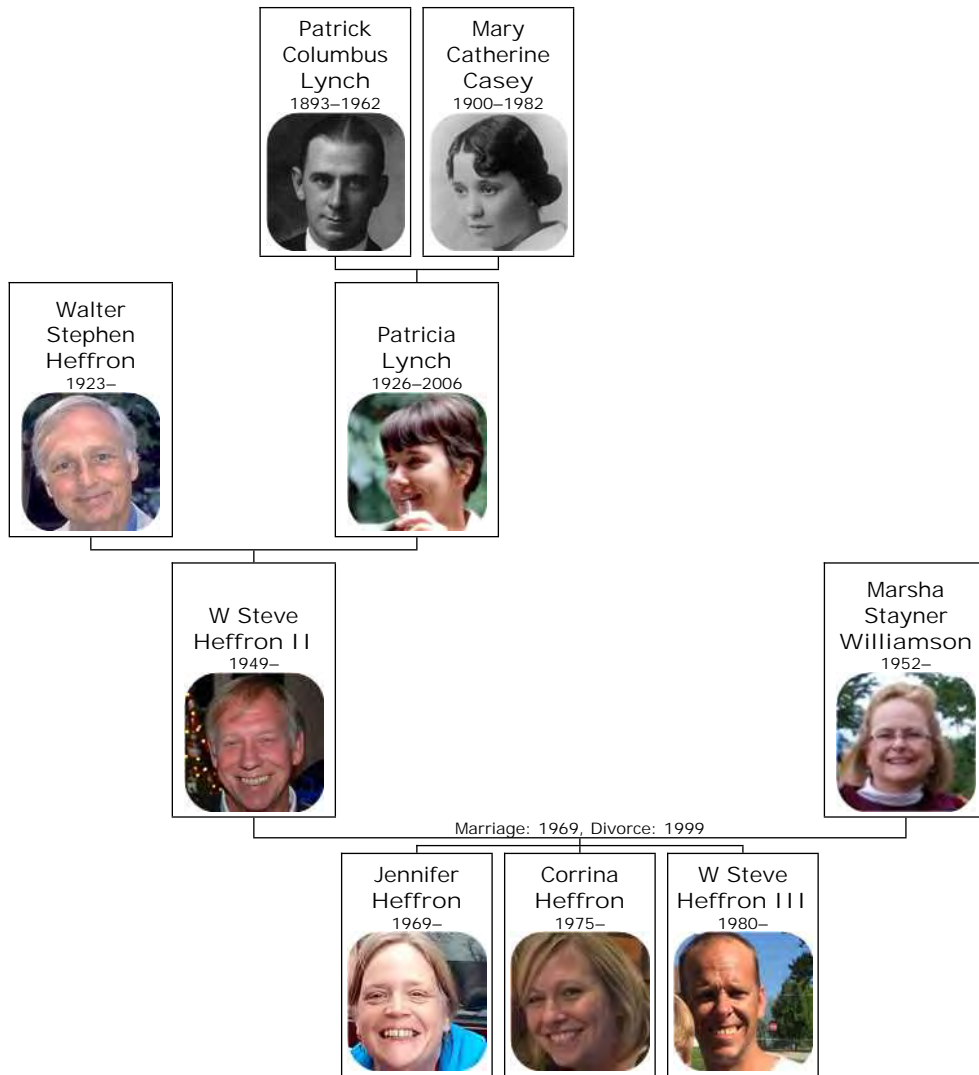 Patrick
Columbus
Lynch
1893–1962
Mary
Catherine
Casey
1900–1982
Walter
Stephen
Heffron
1923–
Patricia
Lynch
1926–2006
W Steve
Heffron II
1949–
Marsha
Stayner
Williamson
1952–
Marriage: 1969, Divorce: 1999
Jennifer
Heffron
1969–
Corrina
Heffron
1975–
W Steve
Heffron III
1980–